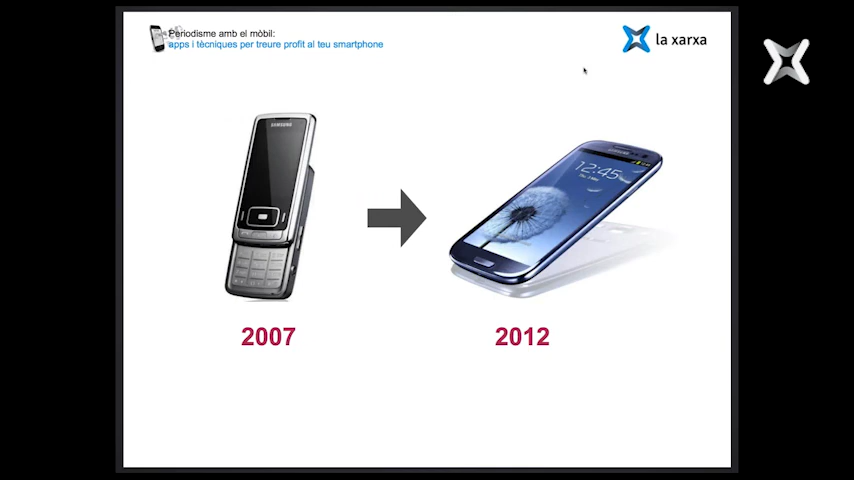 Periodisme amb el mòbil:
apps i tècniques per treure profit al teu smartphone
la xarxa
SAMSUNG
SAMSUNG
12:45
2007
2012